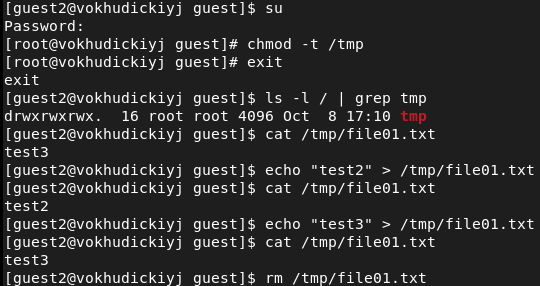 [guest2@vokhudickiyj guest]$ su
Password:
[root@vokhudickiyj guest]# chmod -t /tmp
[root@vokhudickiyj guest]# exit
exit
[guest2@vokhudickiyj guest]$ ls -l / | grep tmp
drwxrwxrwx.  16 root root 4096 Oct  8 17:10 tmp
[guest2@vokhudickiyj guest]$ cat /tmp/file01.txt
test3
[guest2@vokhudickiyj guest]$ echo "test2" > /tmp/file01.txt
[guest2@vokhudickiyj guest]$ cat /tmp/file01.txt
test2
[guest2@vokhudickiyj guest]$ echo "test3" > /tmp/file01.txt
[guest2@vokhudickiyj guest]$ cat /tmp/file01.txt
test3
[guest2@vokhudickiyj guest]$ rm /tmp/file01.txt